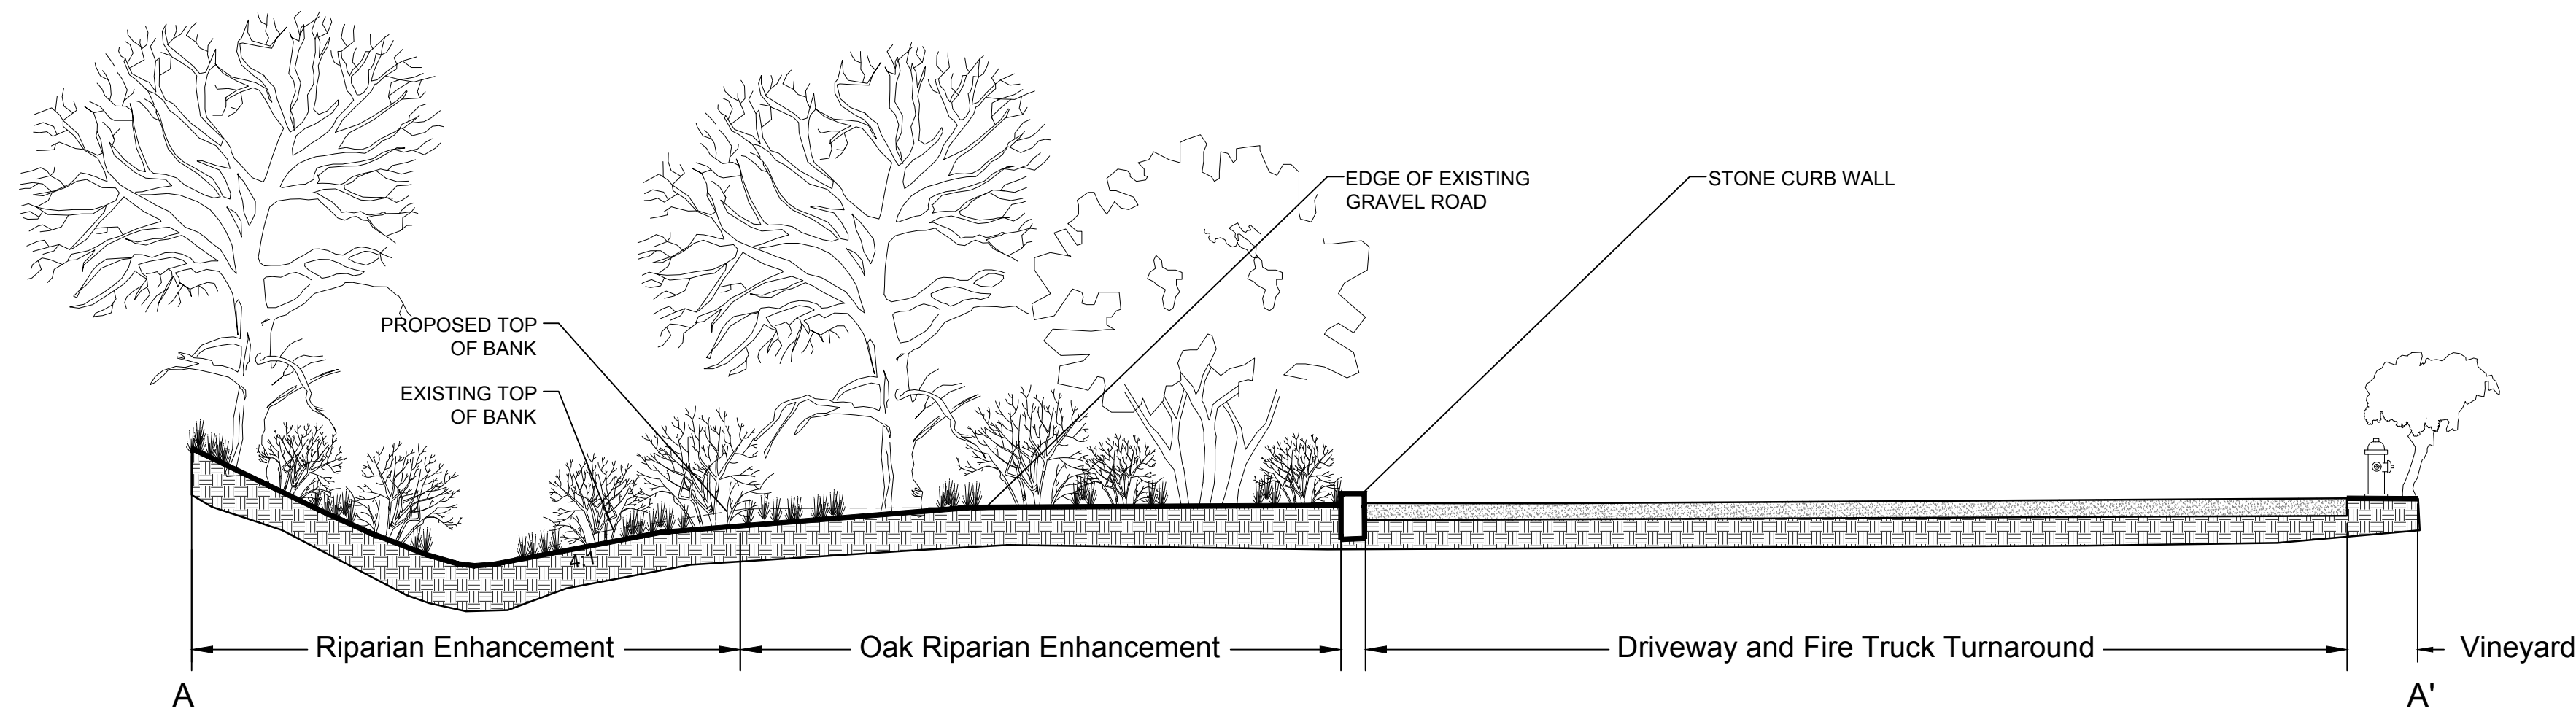 EDGE OF EXISTING
GRAVEL ROAD
STONE CURB WALL
PROPOSED TOP
OF BANK
EXISTING TOP
OF BANK
4:1
Riparian Enhancement
Oak Riparian Enhancement
Driveway and Fire Truck Turnaround
Vineyard
A
A'